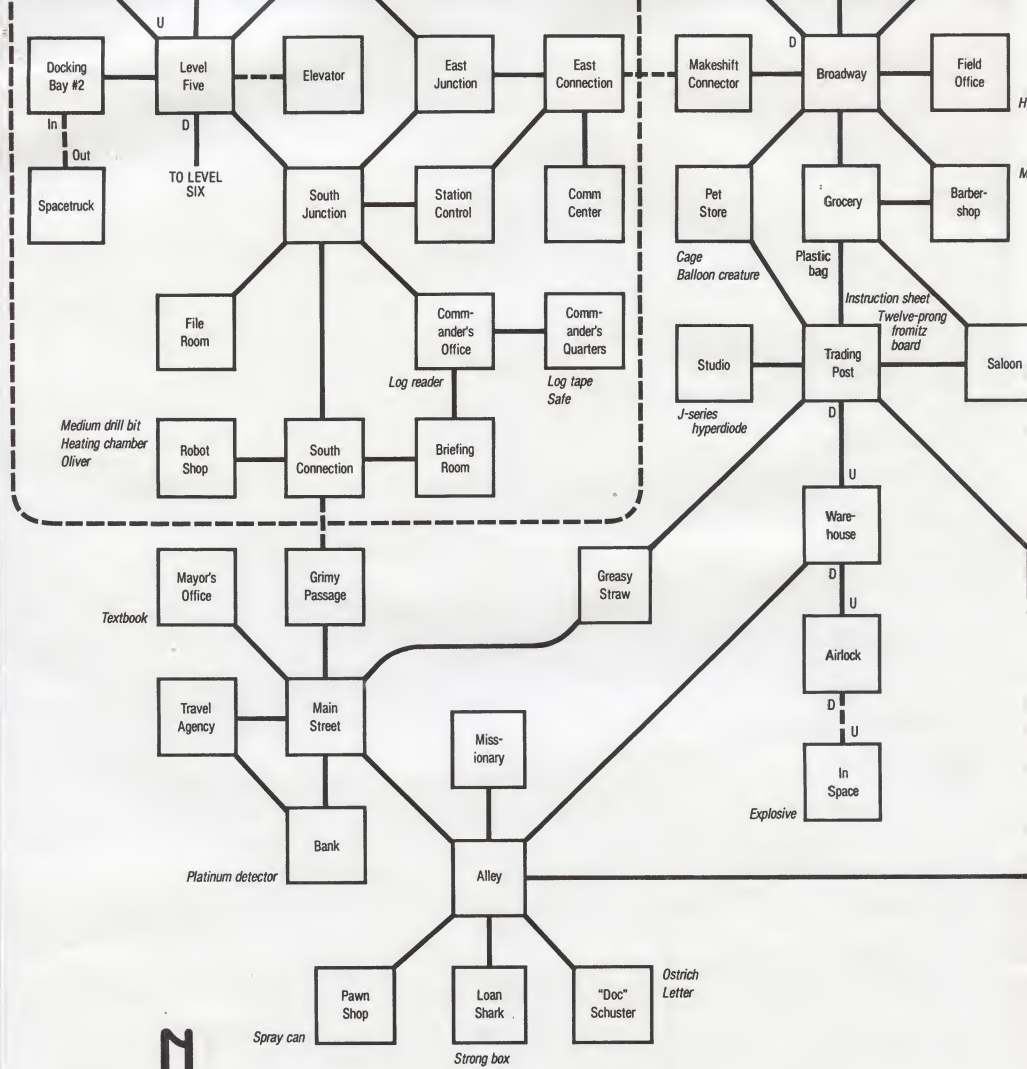 U
D
Docking
Bay #2
Level
Five
Elevator
East
Junction
East
Connection
Makeshift
Connector
Broadway
Field
Office
H
In
Out
D
TO LEVEL
SIX
Spacetruck
South
Junction
Station
Control
Comm
Center
Pet
Store
Grocery
Barber-
shop
M
Cage
Balloon creature
Plastic
bag
Instruction sheet
Twelve-prong
fromitz
board
File
Room
Comm-
ander's
Office
Comm-
ander's
Quarters
Studio
Trading
Post
Saloon
Log reader
Log tape
Safe
J-series
hyperdiode
D
Medium drill bit
Heating chamber
Oliver
Robot
Shop
South
Connection
Briefing
Room
U
Ware-
house
D
U
Mayor's
Office
Grimy
Passage
Greasy
Straw
Textbook
Airlock
D
U
Travel
Agency
Main
Street
Miss-
ionary
In
Space
Explosive
Bank
Platinum detector
Alley
Pawn
Shop
Loan
Shark
"Doc"
Schuster
Ostrich
Letter
Spray can
Strong box
N